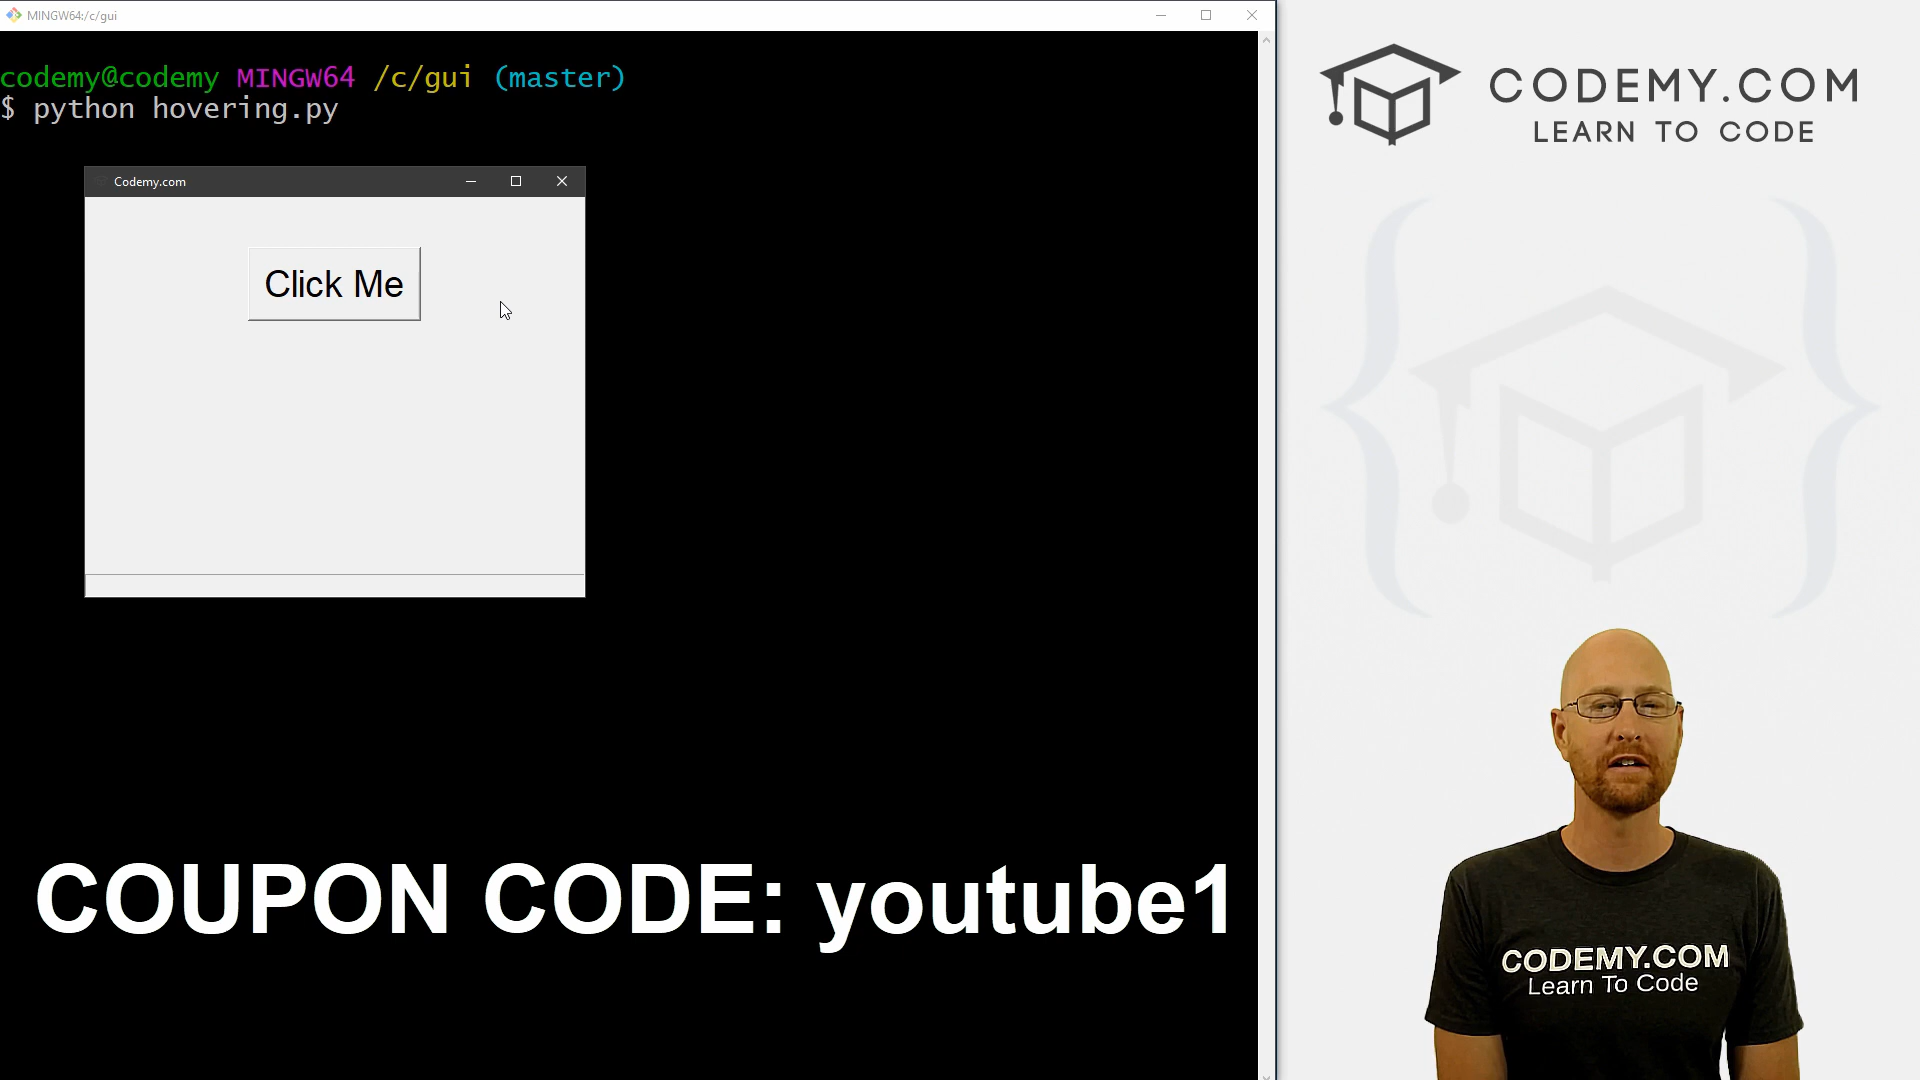 MINGW64:/c/gui
codemy@codemy MINGW64 /c/gui (master)
$ python hovering.py
Codemy.com
Click Me
COUPON CODE: youtube1
CODEMY.COM
LEARN TO CODE
CODEMY.COM
Learn To Code